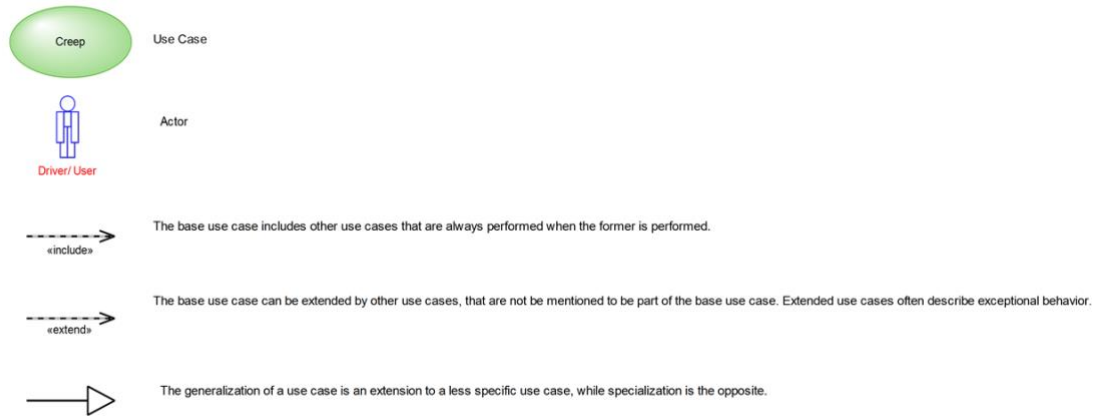 Creep
Use Case
Actor
Driver/ User
The base use case includes other use cases that are always performed when the former is performed.
«include»
The base use case can be extended by other use cases, that are not be mentioned to be part of the base use case. Extended use cases often describe exceptional behavior.
«extend»
The generalization of a use case is an extension to a less specific use case, while specialization is the opposite.